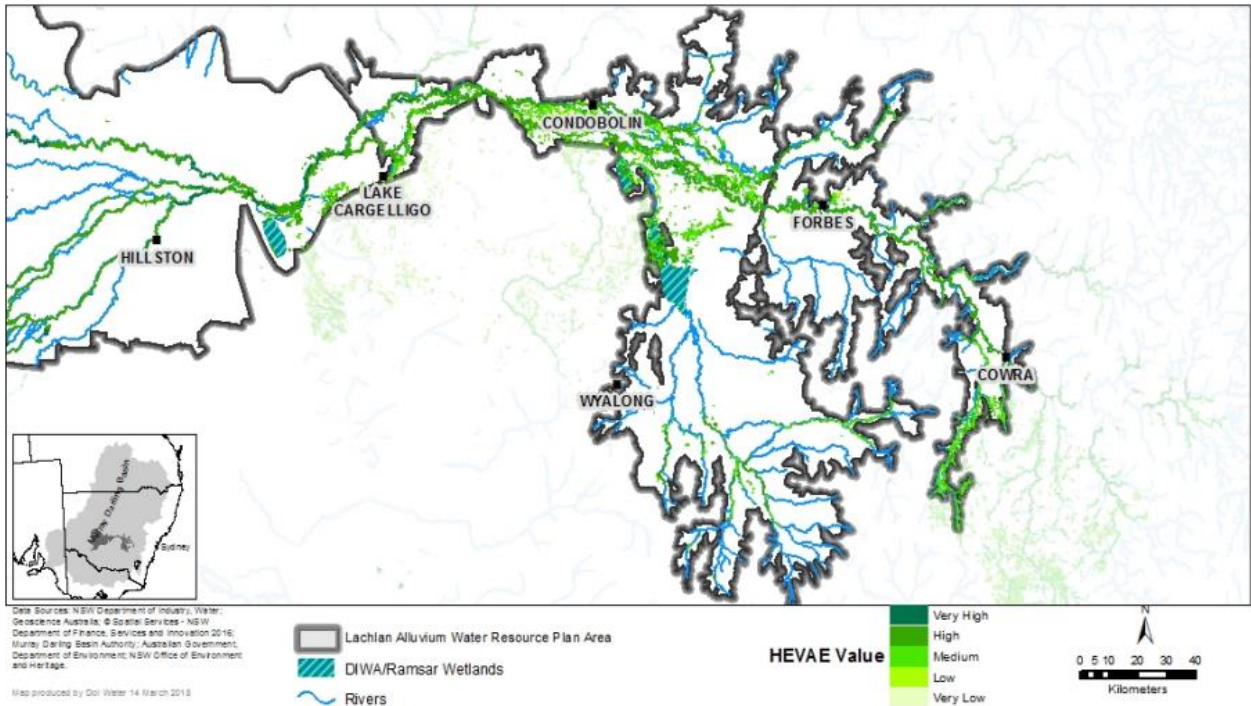 CONDOBOLIN
LAKE
CARGELLIGO
FORBES
HILLSTON
COWRA
WYALONG
Murray Darling Basin
Sydney
Data Sources: NSW Department of Industry, Water;
Geoscience Australia; © Spatial Services - NSW
Department of Finance, Services and Innovation 2016;
Murray Darling Basin Authority; Australian Government,
Department of Environment; NSW Office of Environment
and Heritage.
Map produced by DoI Water 14 March 2018
Lachlan Alluvium Water Resource Plan Area
DIWA/Ramsar Wetlands
Rivers
HEVAE Value
Very High
High
Medium
Low
Very Low
N
0 5 10 20 30 40
Kilometers